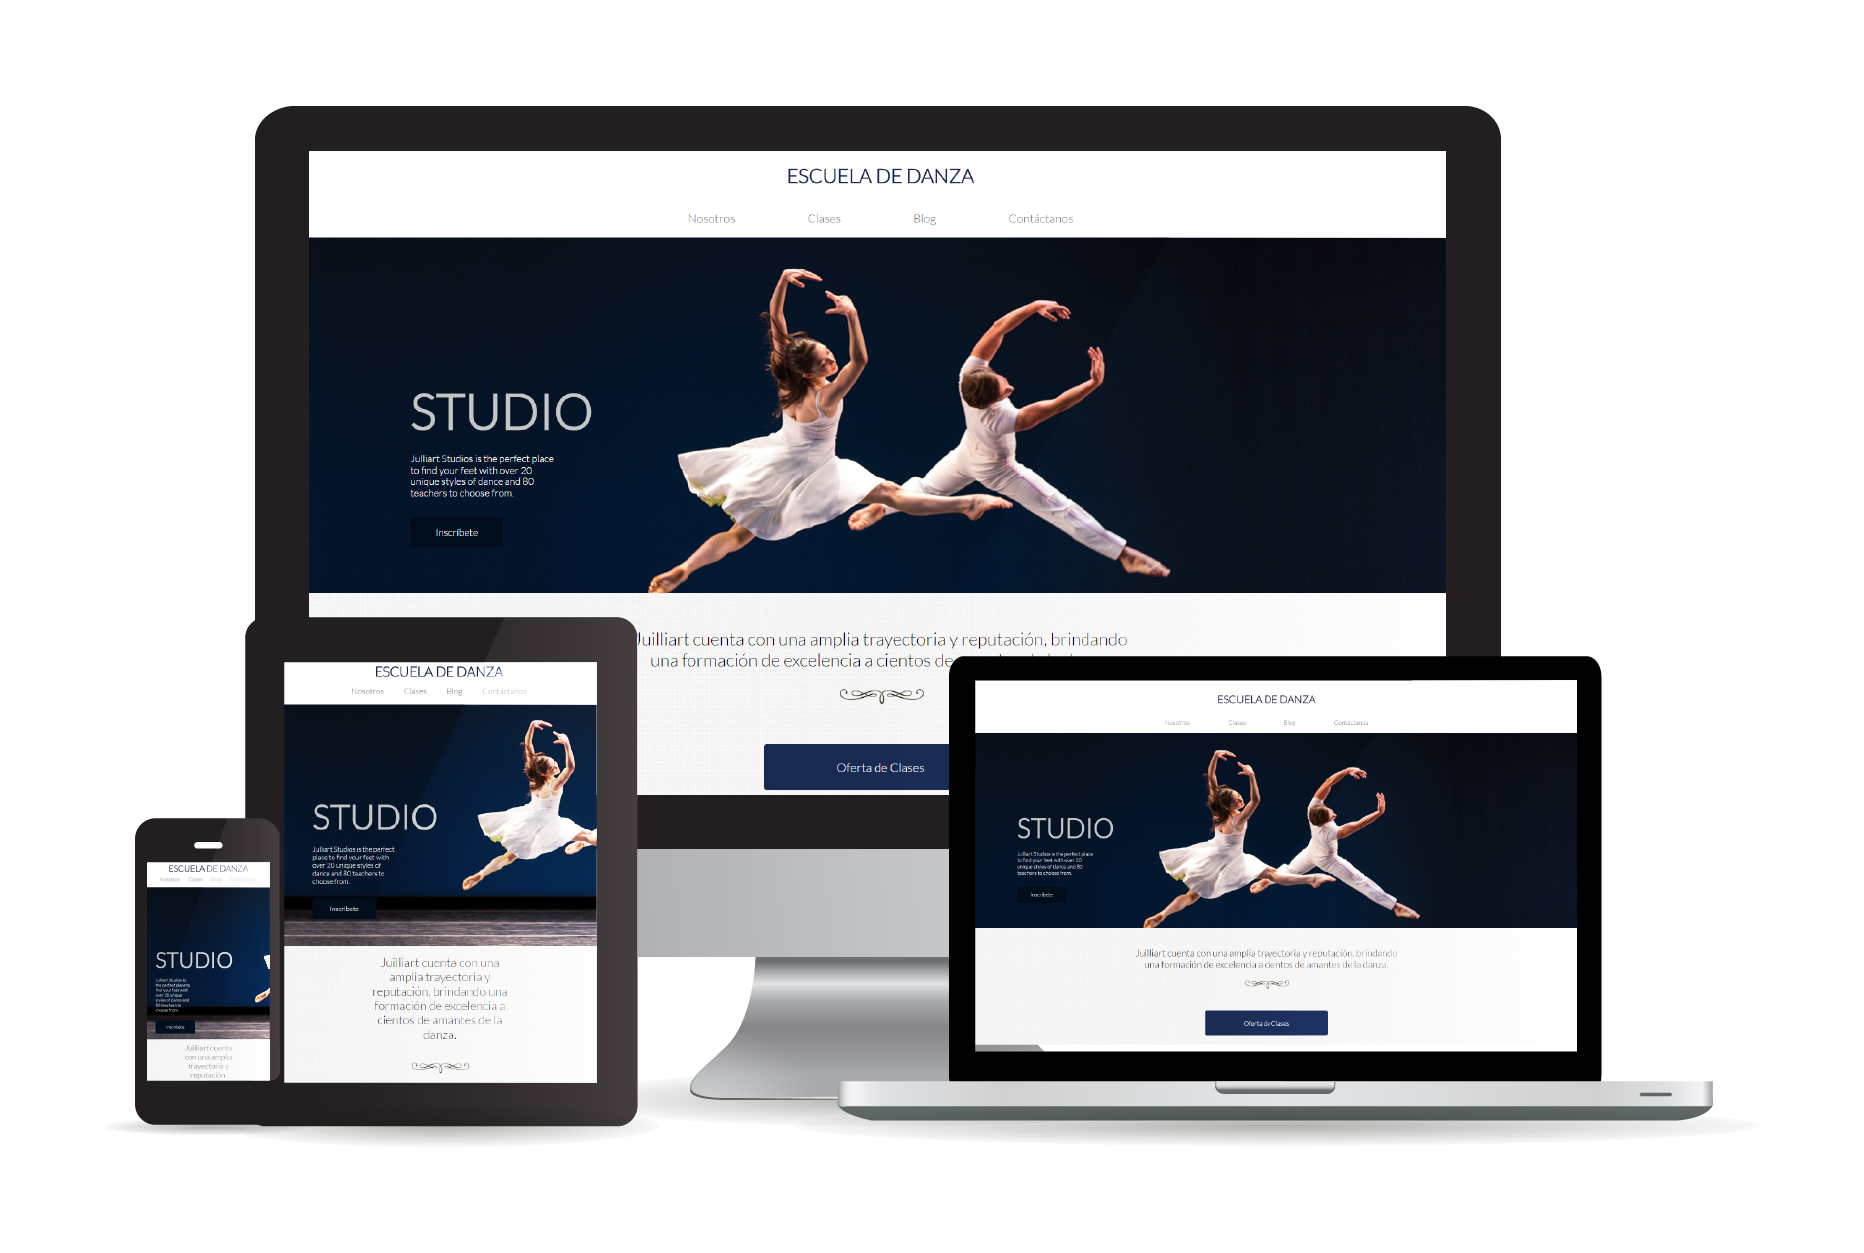 ESCUELA DE DANZA
Nosotros Clases Blog Contáctanos
STUDIO
Julliart Studios is the perfect place
to find your feet with over 20
unique styles of dance and 80
teachers to choose from.
Inscríbete
Juilliart cuenta con una amplia trayectoria y reputación, brindando
una formación de excelencia a cientos de
Oferta de Clases
ESCUELA DE DANZA
Nosotros Clases Blog Contáctanos
STUDIO
Julliart Studios is the perfect
place to find your feet with
over 20 unique styles of
dance and 80 teachers to
choose from.
Inscríbete
Juilliart cuenta con una
amplia trayectoria y
reputación, brindando una
formación de excelencia a
cientos de amantes de la
danza.
ESCUELA DE DANZA
Nosotros Clases Blog Contáctanos
STUDIO
Julliart Studios is
the perfect place to
find your feet with
over 20 unique
styles of dance and
80 teachers to
choose from.
Inscríbete
Juilliart cuenta
con una amplia
trayectoria y
reputación,
ESCUELA DE DANZA
Nosotros Clases Blog Contáctanos
STUDIO
Julliart Studios is the perfect place
to find your feet with over 20
unique styles of dance and 80
teachers to choose from.
Inscríbete
Juilliart cuenta con una amplia trayectoria y reputación, brindando
una formación de excelencia a cientos de amantes de la danza.
Oferta de Clases